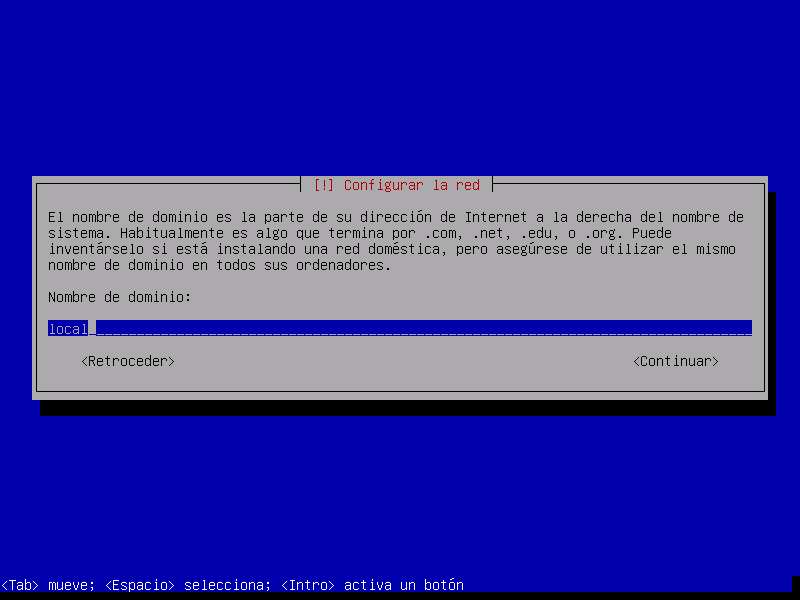 [!] Configurar la red
El nombre de dominio es la parte de su dirección de Internet a la derecha del nombre de
sistema. Habitualmente es algo que termina por .com, .net, .edu, o .org. Puede
inventárselo si está instalando una red doméstica, pero asegúrese de utilizar el mismo
nombre de dominio en todos sus ordenadores.
Nombre de dominio:
local
<Retroceder> <Continuar>
<Tab> mueve; <Espacio> selecciona; <Intro> activa un botón